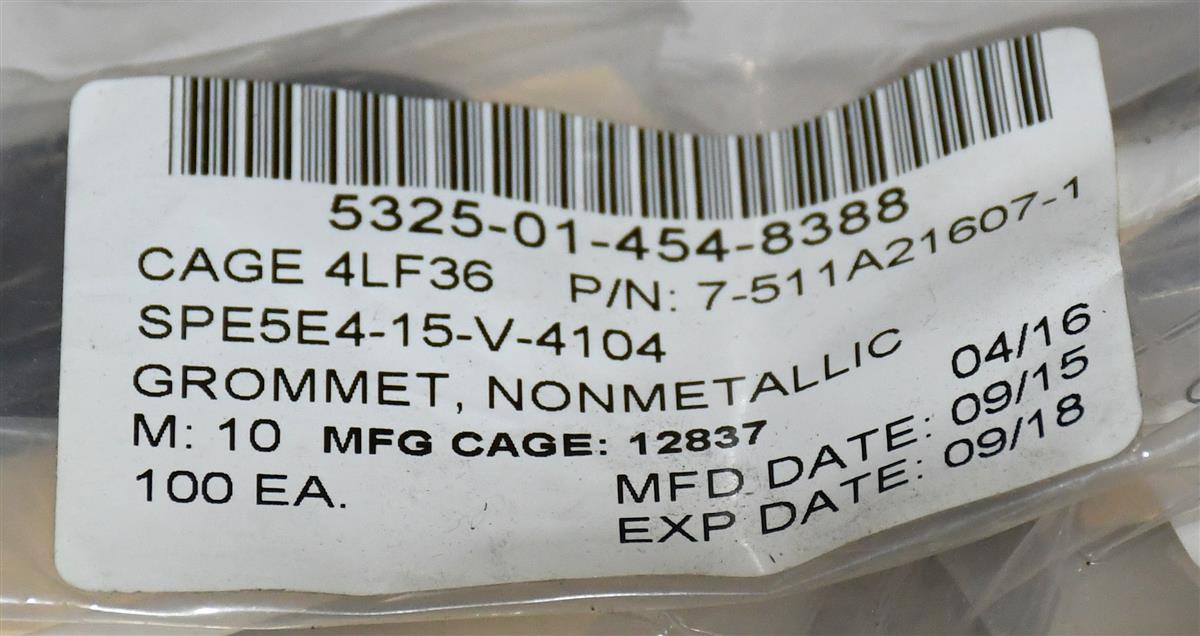 5325-01-454-8388
CAGE 4LF36 P/N: 7-511A21607-1
SPE5E4-15-V-4104
GROMMET, NONMETALLIC 04/16
M: 10 MFG CAGE: 12837 MFD DATE: 09/15
100 EA. EXP DATE: 09/18